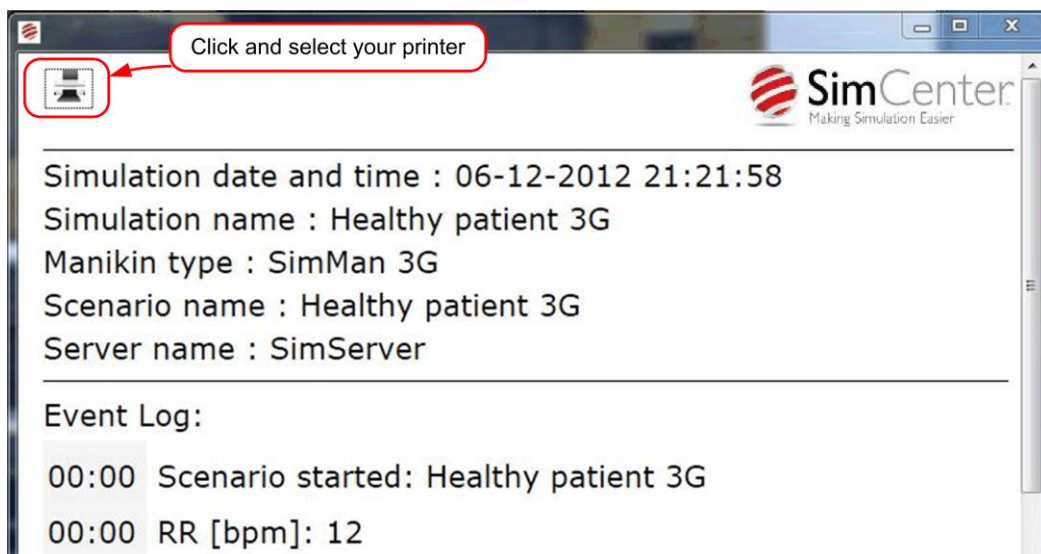 Click and select your printer
SimCenter
Making Simulation Easier
Simulation date and time : 06-12-2012 21:21:58
Simulation name : Healthy patient 3G
Manikin type : SimMan 3G
Scenario name : Healthy patient 3G
Server name : SimServer
Event Log:
00:00 Scenario started: Healthy patient 3G
00:00 RR [bpm]: 12